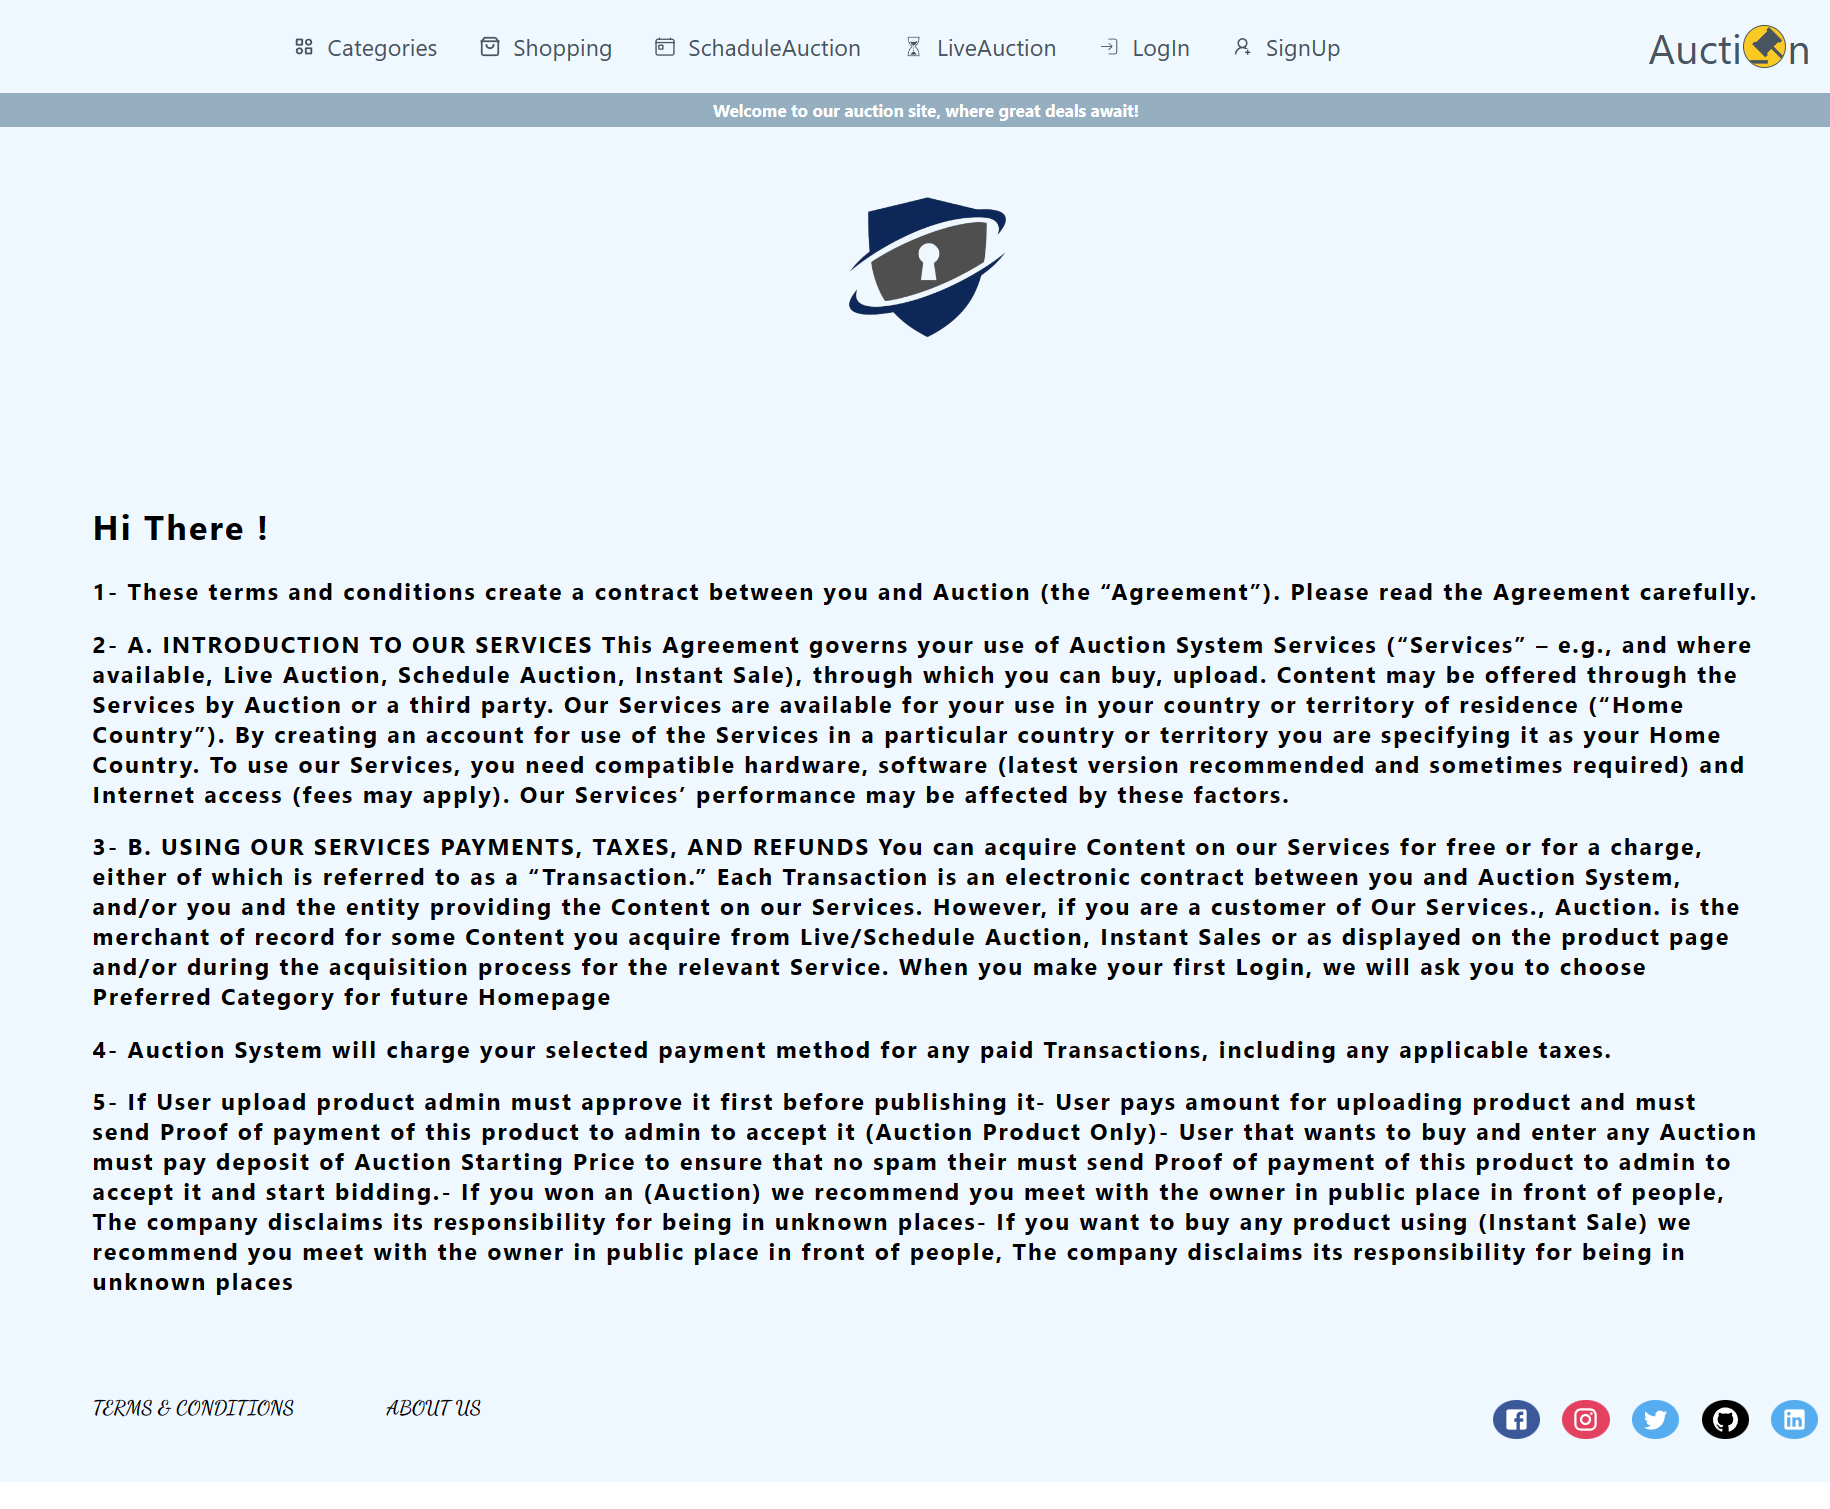 Categories Shopping SchaduleAuction LiveAuction LogIn SignUp Auction
Welcome to our auction site, where great deals await!
Hi There !
1- These terms and conditions create a contract between you and Auction (the “Agreement”). Please read the Agreement carefully.
2- A. INTRODUCTION TO OUR SERVICES This Agreement governs your use of Auction System Services (“Services” – e.g., and where
available, Live Auction, Schedule Auction, Instant Sale), through which you can buy, upload. Content may be offered through the
Services by Auction or a third party. Our Services are available for your use in your country or territory of residence (“Home
Country”). By creating an account for use of the Services in a particular country or territory you are specifying it as your Home
Country. To use our Services, you need compatible hardware, software (latest version recommended and sometimes required) and
Internet access (fees may apply). Our Services’ performance may be affected by these factors.
3- B. USING OUR SERVICES PAYMENTS, TAXES, AND REFUNDS You can acquire Content on our Services for free or for a charge,
either of which is referred to as a “Transaction.” Each Transaction is an electronic contract between you and Auction System,
and/or you and the entity providing the Content on our Services. However, if you are a customer of Our Services., Auction. is the
merchant of record for some Content you acquire from Live/Schedule Auction, Instant Sales or as displayed on the product page
and/or during the acquisition process for the relevant Service. When you make your first Login, we will ask you to choose
Preferred Category for future Homepage
4- Auction System will charge your selected payment method for any paid Transactions, including any applicable taxes.
5- If User upload product admin must approve it first before publishing it- User pays amount for uploading product and must
send Proof of payment of this product to admin to accept it (Auction Product Only)- User that wants to buy and enter any Auction
must pay deposit of Auction Starting Price to ensure that no spam their must send Proof of payment of this product to admin to
accept it and start bidding.- If you won an (Auction) we recommend you meet with the owner in public place in front of people,
The company disclaims its responsibility for being in unknown places- If you want to buy any product using (Instant Sale) we
recommend you meet with the owner in public place in front of people, The company disclaims its responsibility for being in
unknown places
TERMS & CONDITIONS ABOUT US